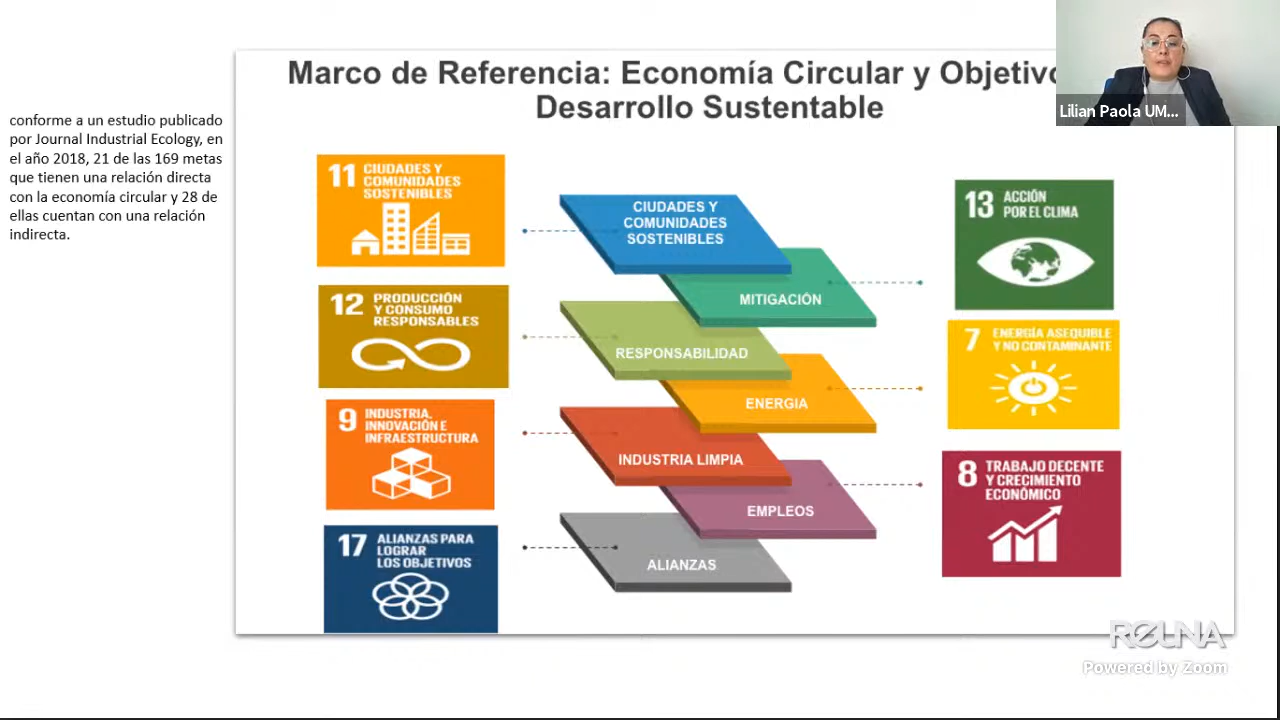 Marco de Referencia: Economía Circular y Objetivo
Desarrollo Sustentable
Lilian Paola UM...
conforme a un estudio publicado
por Journal Industrial Ecology, en
el año 2018, 21 de las 169 metas
que tienen una relación directa
con la economía circular y 28 de
ellas cuentan con una relación
indirecta.
11 CIUDADES Y
COMUNIDADES
SOSTENIBLES
12 PRODUCCIÓN
Y CONSUMO
RESPONSABLES
9 INDUSTRIA,
INNOVACIÓN E
INFRAESTRUCTURA
17 ALIANZAS PARA
LOGRAR
LOS OBJETIVOS
CIUDADES Y
COMUNIDADES
SOSTENIBLES
MITIGACIÓN
RESPONSABILIDAD
ENERGIA
INDUSTRIA LIMPIA
EMPLEOS
ALIANZAS
13 ACCIÓN
POR EL CLIMA
7 ENERGÍA ASEQUIBLE
Y NO CONTAMINANTE
8 TRABAJO DECENTE
Y CRECIMIENTO
ECONÓMICO
REUNA
Powered by Zoom